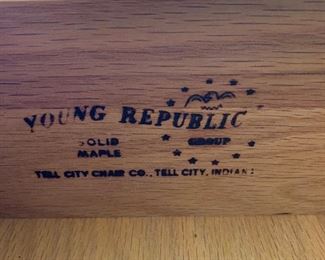 YOUNG REPUBLIC
SOLID MAPLE
GROUP
TELL CITY CHAIR CO., TELL CITY, INDIANA